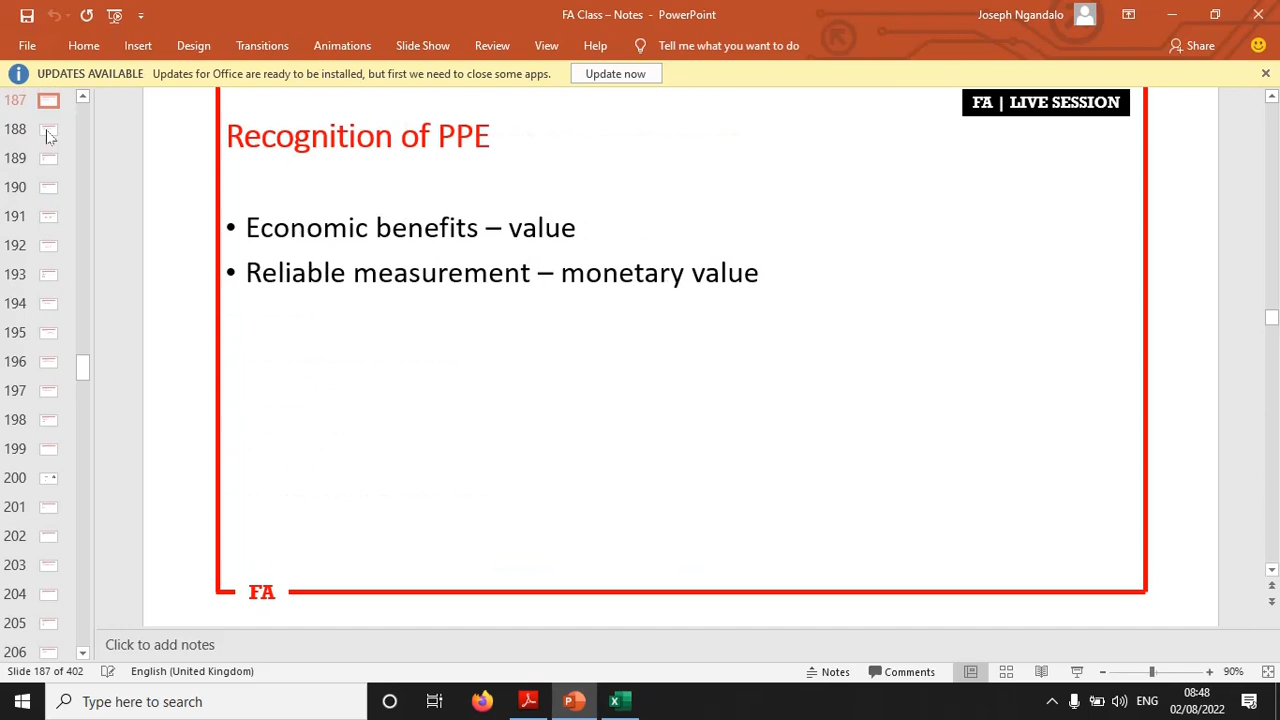 FA Class – Notes - PowerPoint
Joseph Ngandalo
File Home Insert Design Transitions Animations Slide Show Review View Help Tell me what you want to do Share
UPDATES AVAILABLE Updates for Office are ready to be installed, but first we need to close some apps. Update now
FA | LIVE SESSION
Recognition of PPE
• Economic benefits – value
• Reliable measurement – monetary value
FA
187
188
189
190
191
192
193
194
195
196
197
198
199
200
201
202
203
204
205
206
Click to add notes
Slide 187 of 402 English (United Kingdom) Notes Comments 90%
Type here to search
ENG
08:48
02/08/2022